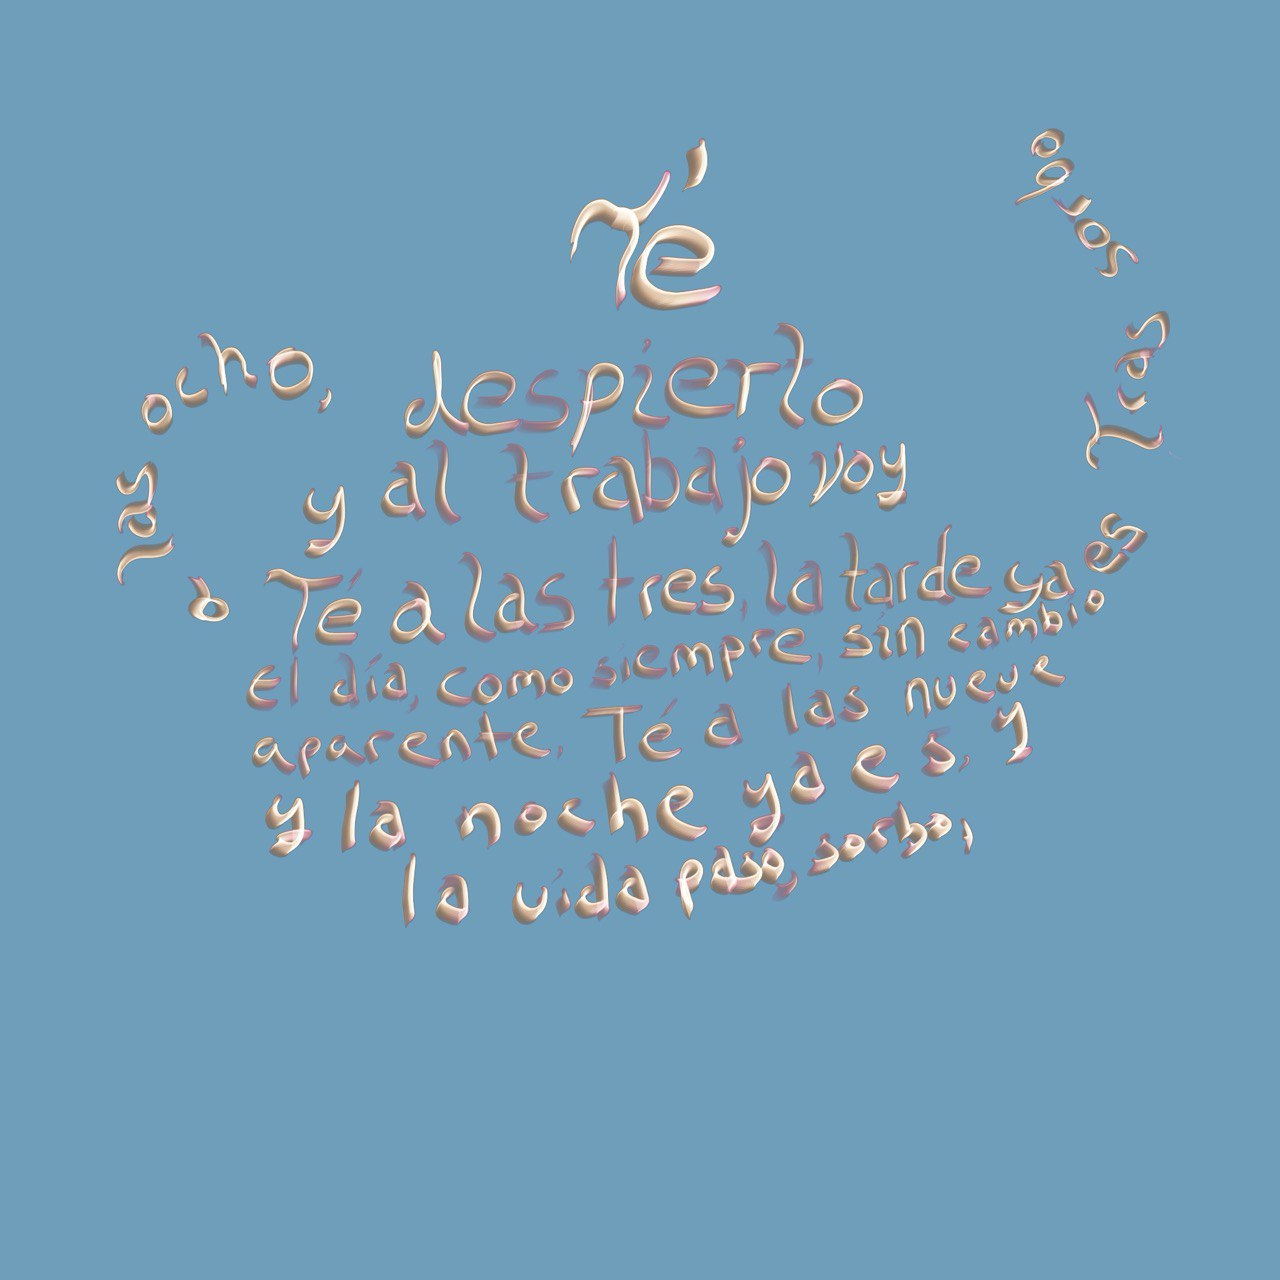 Té
a las ocho,
despierto
y al trabajo voy
Té a las tres, la tarde ya es
el día, como siempre, sin cambio
aparente. Té a las nueve
y la noche ya es, y
la vida paso, sorbo,
Tras sorbo